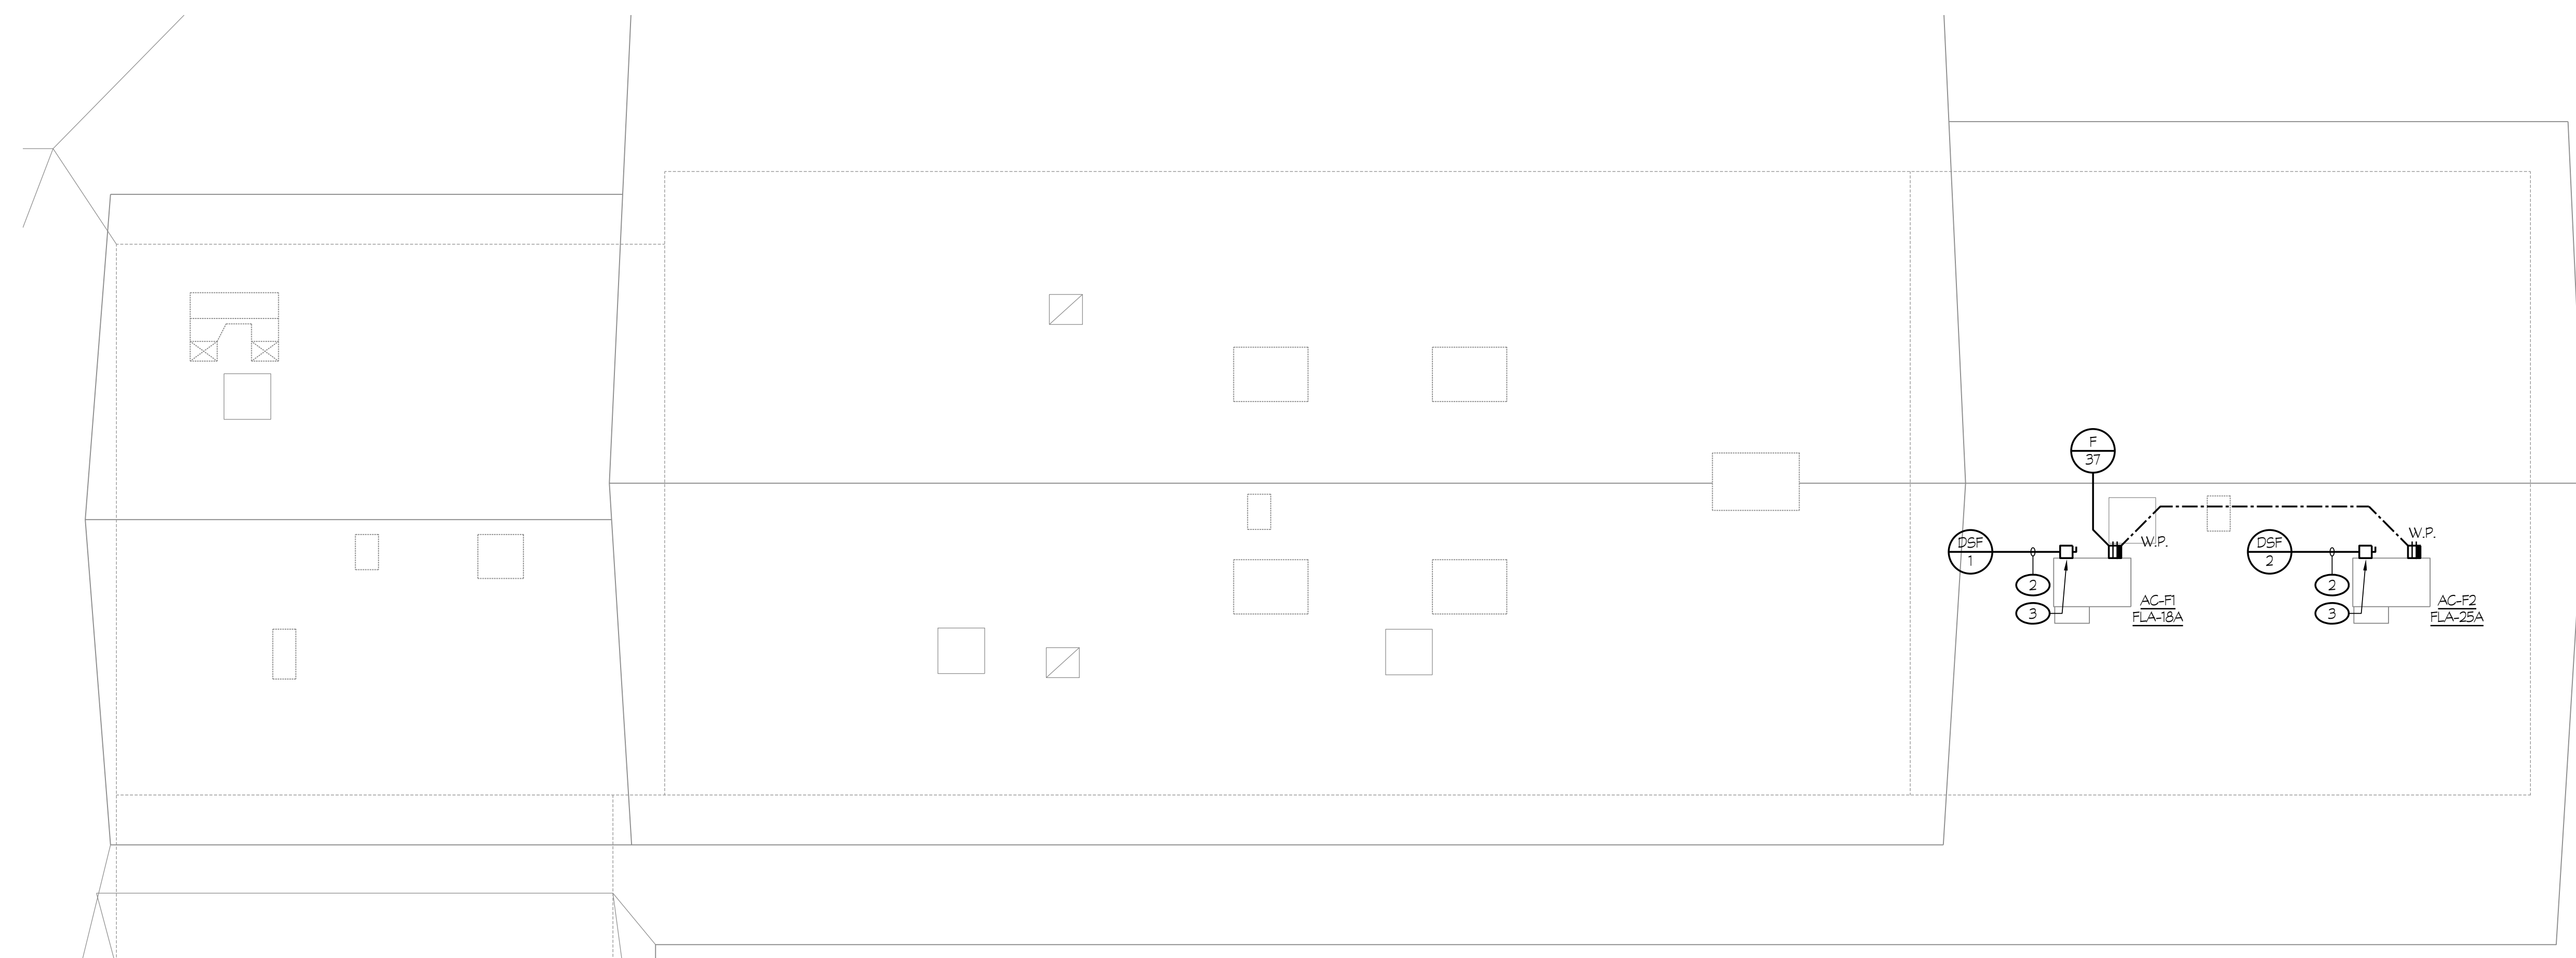 F
37
DSF
1
W.P.
2
3
AC-F1
FLA-18A
DSF
2
W.P.
2
3
AC-F2
FLA-25A